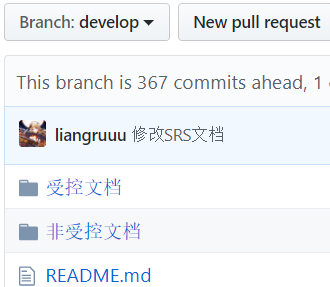 Branch: develop New pull request
This branch is 367 commits ahead, 1
liangruuu 修改SRS文档
受控文档
非受控文档
README.md